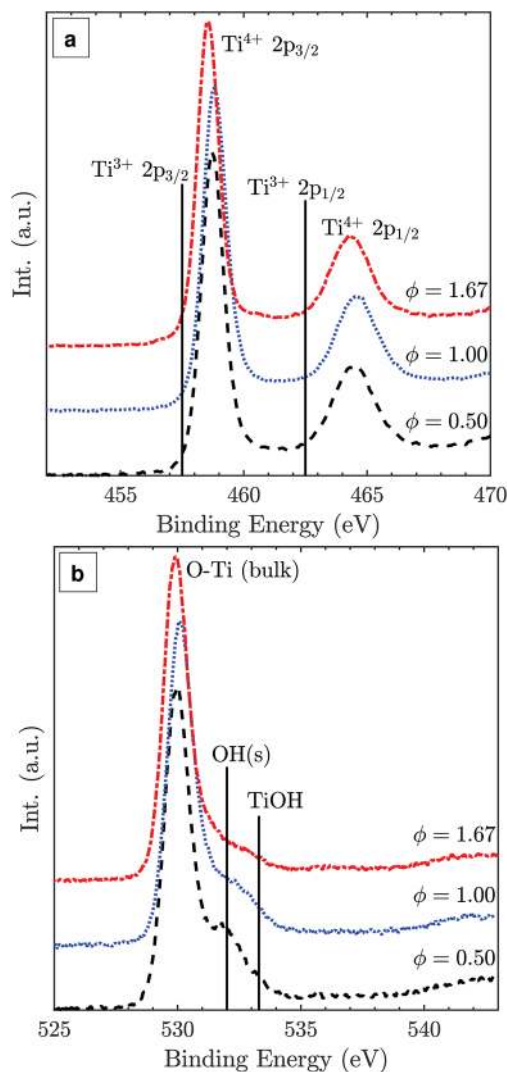 a
Ti⁴⁺ 2p₃/₂
Ti³⁺ 2p₃/₂
Ti³⁺ 2p₁/₂
Ti⁴⁺ 2p₁/₂
Int. (a.u.)
ϕ = 1.67
ϕ = 1.00
ϕ = 0.50
455 460 465 470
Binding Energy (eV)
b
O-Ti (bulk)
OH(s)
TiOH
Int. (a.u.)
ϕ = 1.67
ϕ = 1.00
ϕ = 0.50
525 530 535 540
Binding Energy (eV)